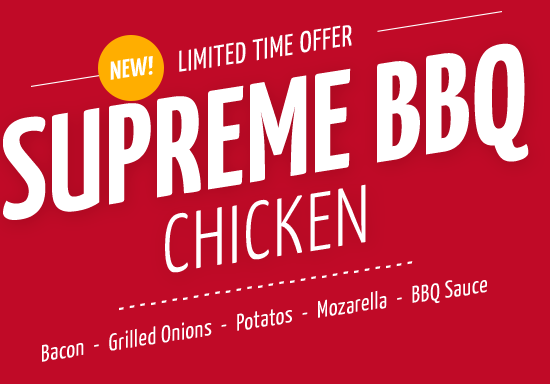 NEW! LIMITED TIME OFFER
SUPREME BBQ
CHICKEN
Bacon - Grilled Onions - Potatos - Mozarella - BBQ Sauce